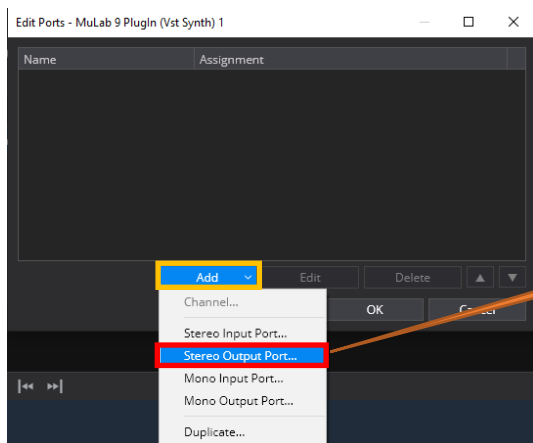 Edit Ports - MuLab 9 PlugIn (Vst Synth) 1
Name Assignment
Add Edit Delete
Channel...
OK Cancel
Stereo Input Port...
Stereo Output Port...
Mono Input Port...
Mono Output Port...
Duplicate...